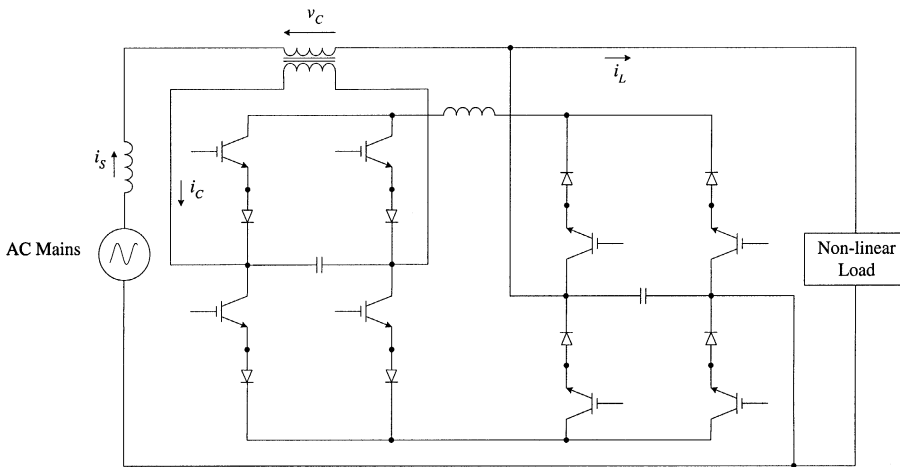 v_C
i_L
i_S
i_C
AC Mains
Non-linear
Load